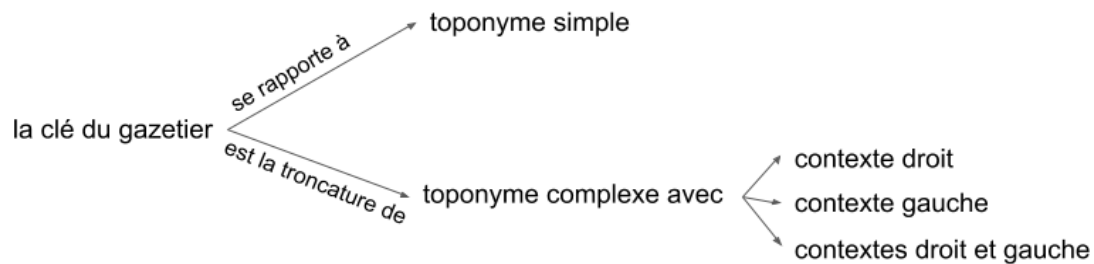 toponyme simple
se rapporte à
la clé du gazetier
est la troncature de
toponyme complexe avec
contexte droit
contexte gauche
contextes droit et gauche